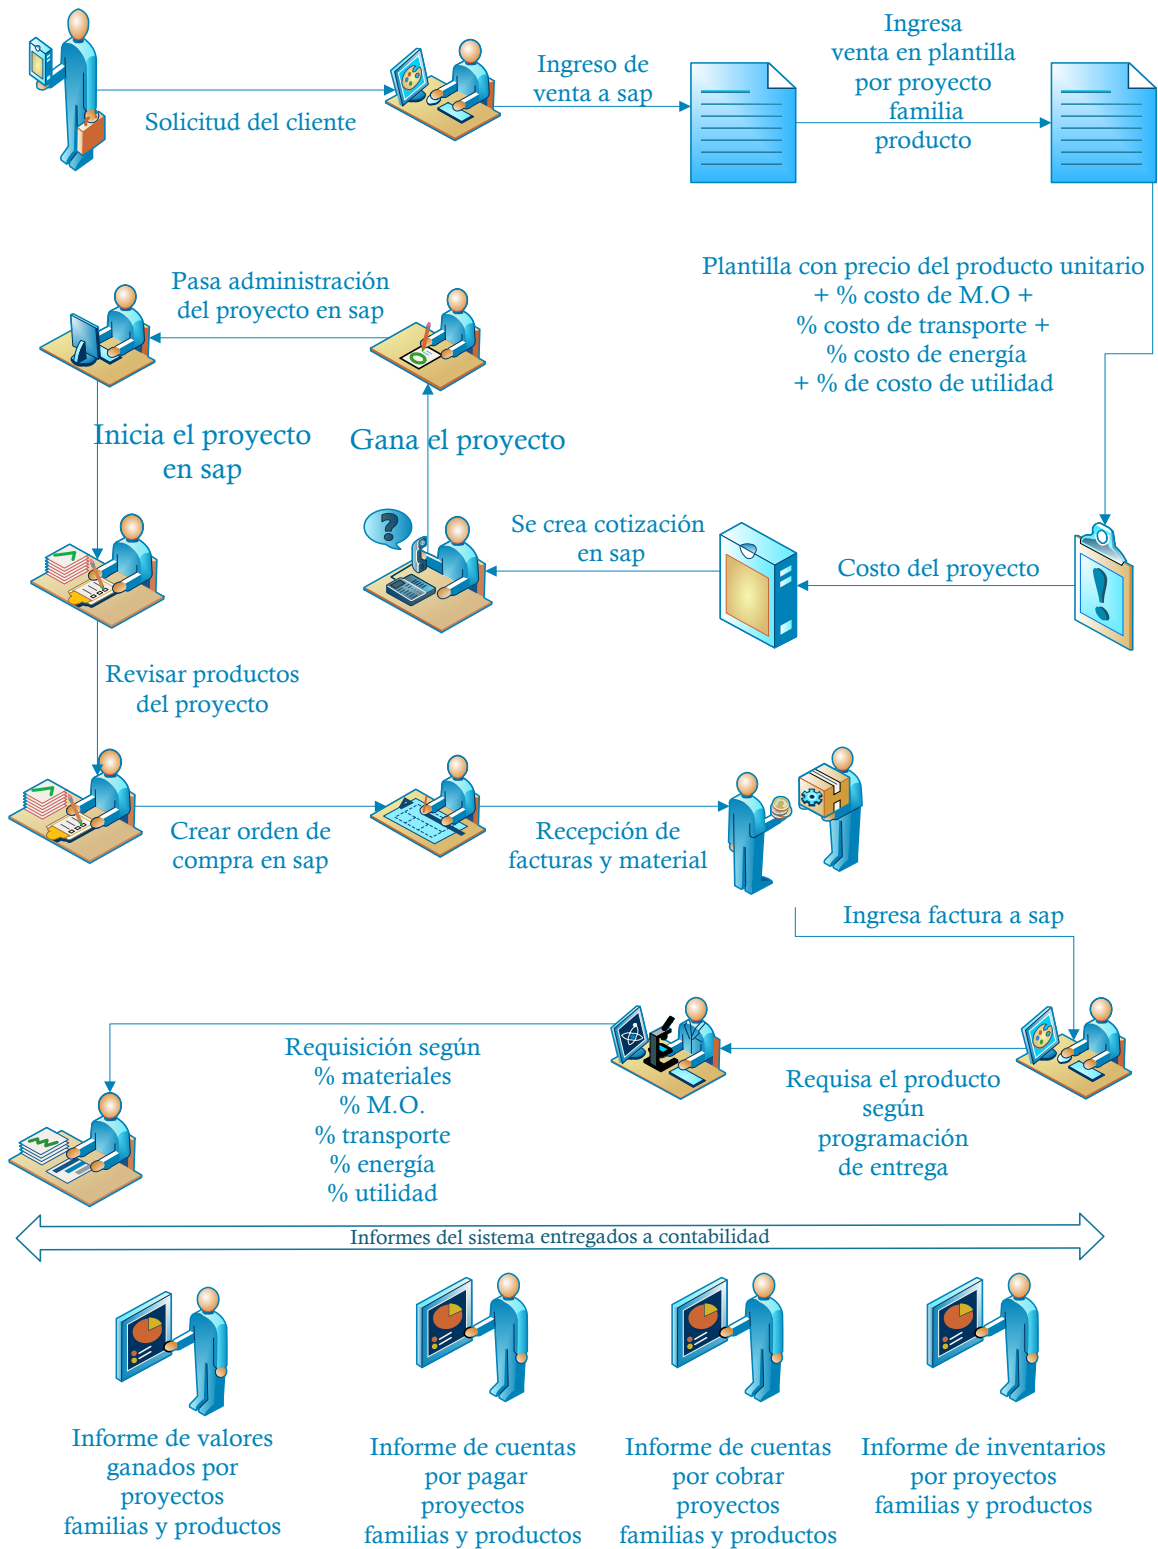 Solicitud del cliente
Ingreso de
venta a sap
Ingresa
venta en plantilla
por proyecto
familia
producto
Plantilla con precio del producto unitario
+ % costo de M.O +
% costo de transporte +
% costo de energía
+ % de costo de utilidad
Pasa administración
del proyecto en sap
Inicia el proyecto
en sap
Gana el proyecto
?
Se crea cotización
en sap
Costo del proyecto
!
Revisar productos
del proyecto
Crear orden de
compra en sap
Recepción de
facturas y material
Ingresa factura a sap
Requisa el producto
según
programación
de entrega
Requisición según
% materiales
% M.O.
% transporte
% energía
% utilidad
Informes del sistema entregados a contabilidad
Informe de valores
ganados por
proyectos
familias y productos
Informe de cuentas
por pagar
proyectos
familias y productos
Informe de cuentas
por cobrar
proyectos
familias y productos
Informe de inventarios
por proyectos
familias y productos